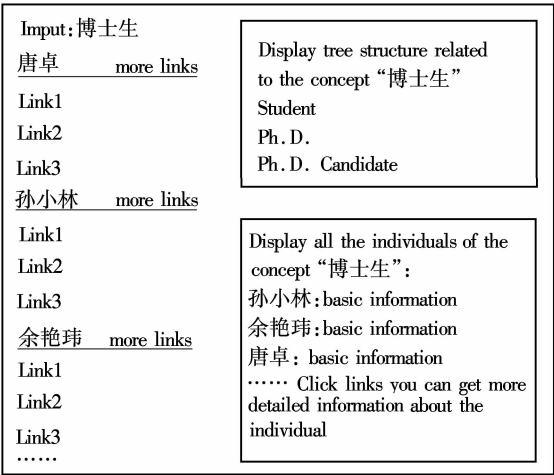 Imput:博士生
唐卓 more links
Link1
Link2
Link3
孙小林 more links
Link1
Link2
Link3
余艳玮 more links
Link1
Link2
Link3
……
Display tree structure related
to the concept “博士生”
Student
Ph.D.
Ph.D. Candidate
Display all the individuals of the
concept “博士生”:
孙小林:basic information
余艳玮:basic information
唐卓: basic information
…… Click links you can get more
detailed information about the
individual